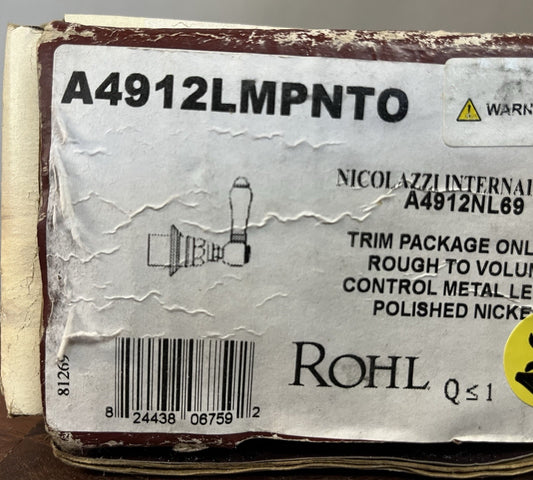 A4912LMPNTO
WARN
NICOLAZZI INTERNA
A4912NL69
TRIM PACKAGE ONL
ROUGH TO VOLUM
CONTROL METAL LE
POLISHED NICKE
81269
ROHL
Q ≤ 1
8 24438 06759 2